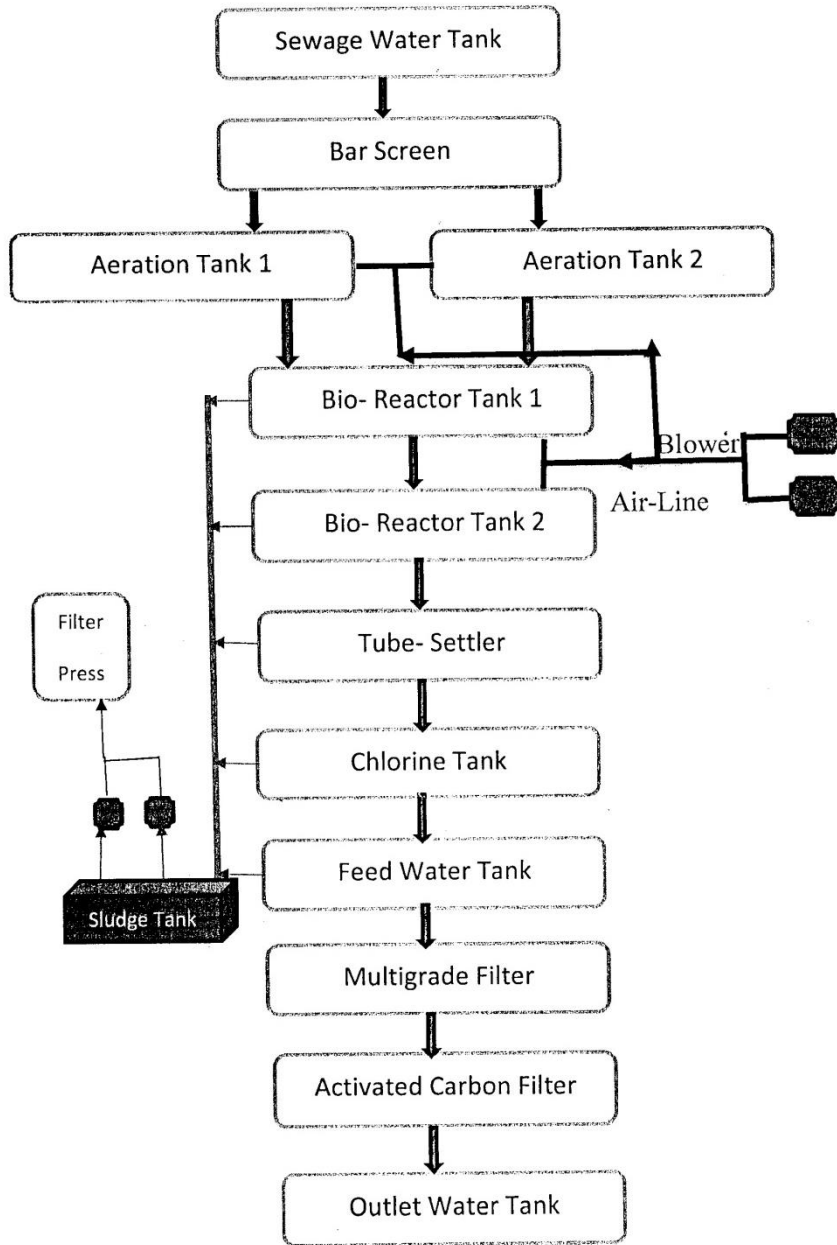 Sewage Water Tank
Bar Screen
Aeration Tank 1
Aeration Tank 2
Bio- Reactor Tank 1
Blower
Air-Line
Bio- Reactor Tank 2
Filter
Press
Tube- Settler
Chlorine Tank
Feed Water Tank
Sludge Tank
Multigrade Filter
Activated Carbon Filter
Outlet Water Tank